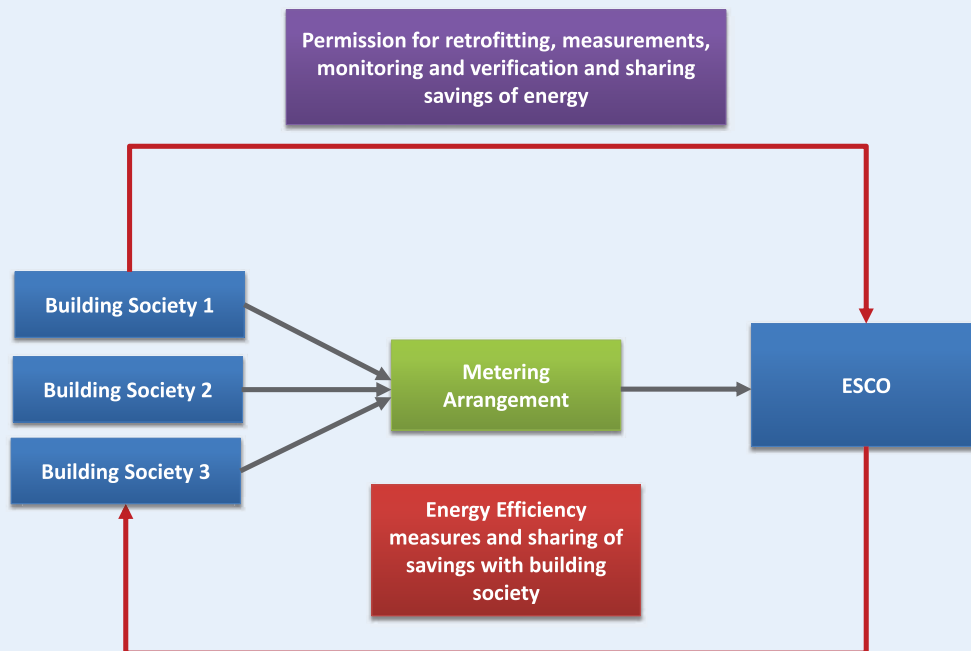 Permission for retrofitting, measurements,
monitoring and verification and sharing
savings of energy
Building Society 1
Building Society 2
Building Society 3
Metering
Arrangement
ESCO
Energy Efficiency
measures and sharing of
savings with building
society